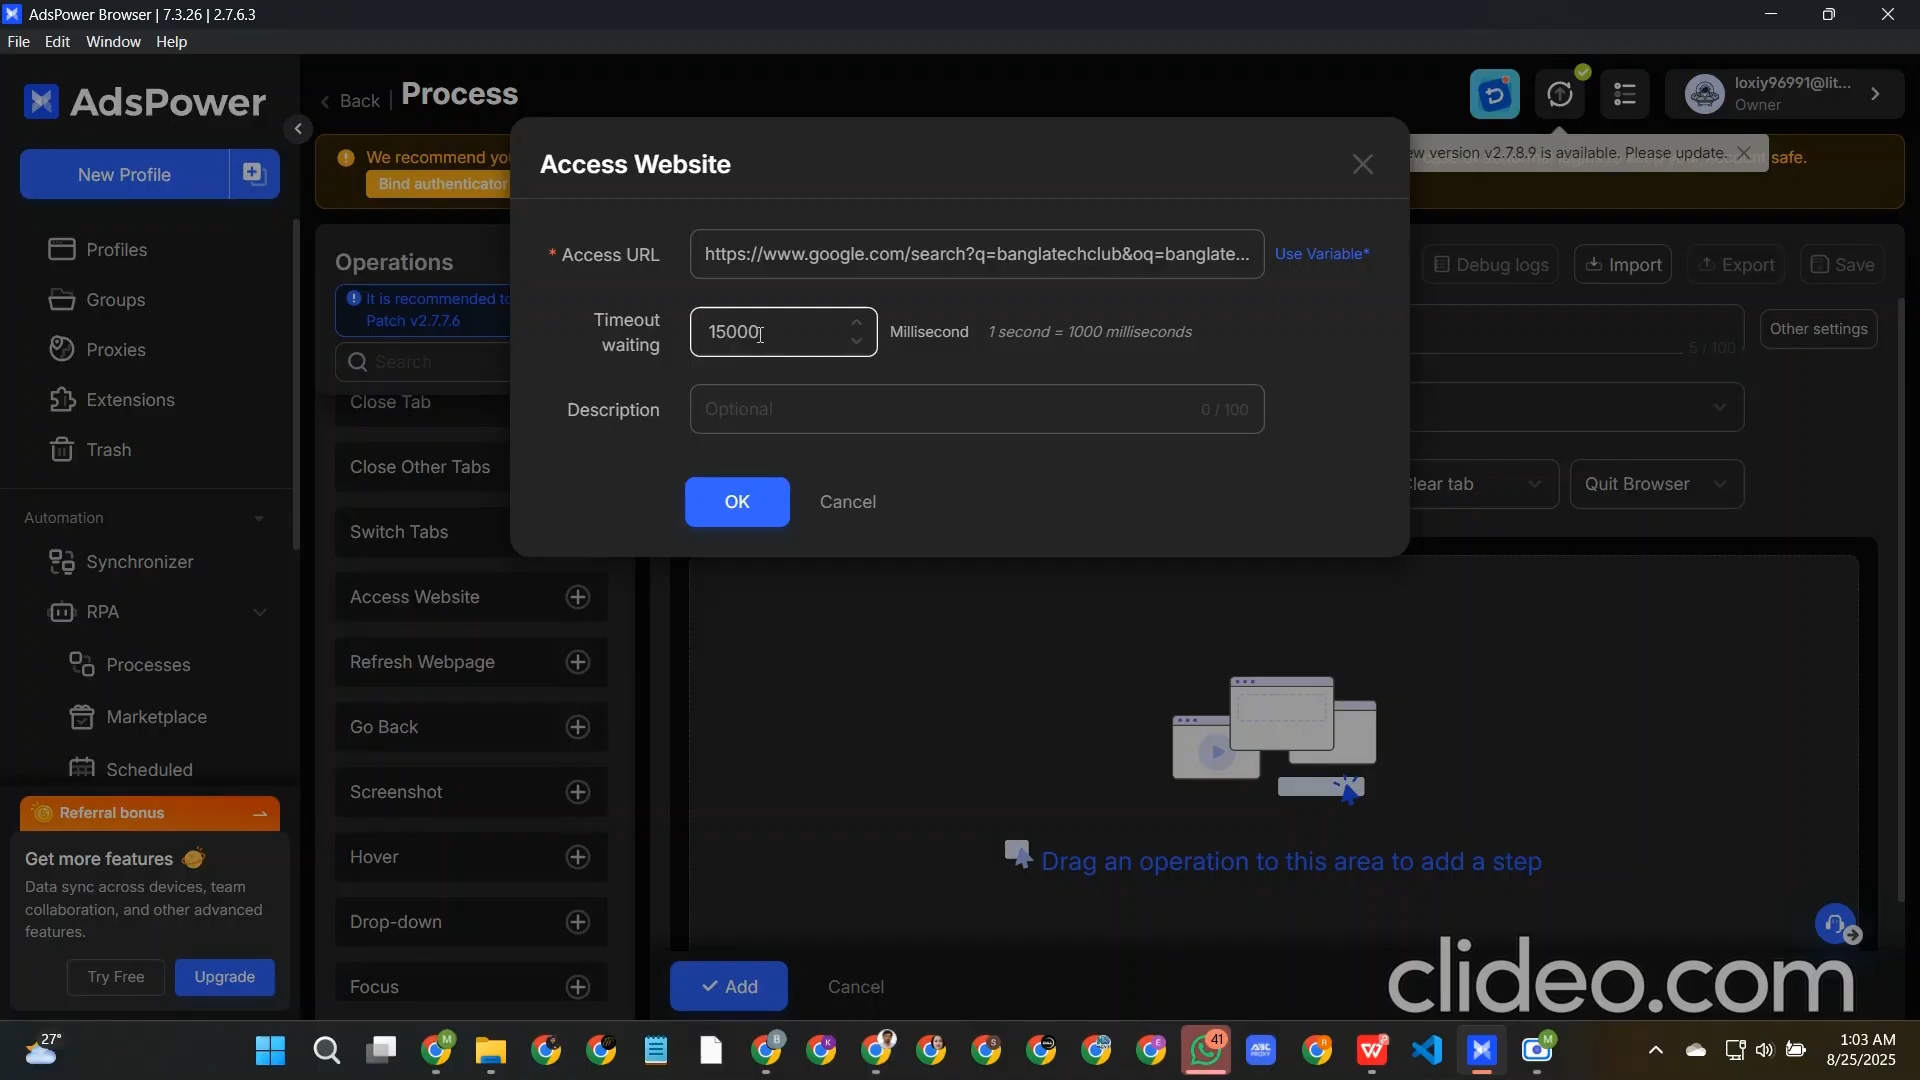 AdsPower Browser | 7.3.26 | 2.7.6.3
File Edit Window Help
AdsPower
Back | Process
loxiy96991@lit...
Owner
New Profile
We recommend yo
Bind authenticator
ew version v2.7.8.9 is available. Please update.
safe.
Access Website
* Access URL
https://www.google.com/search?q=banglatechclub&oq=banglate...
Use Variable*
Timeout waiting
15000
Millisecond
1 second = 1000 milliseconds
Description
Optional
0 / 100
OK
Cancel
Profiles
Groups
Proxies
Extensions
Trash
Automation
Synchronizer
RPA
Processes
Marketplace
Scheduled
Referral bonus
Get more features
Data sync across devices, team
collaboration, and other advanced
features.
Try Free
Upgrade
Operations
It is recommended to
Patch v2.7.7.6
Search
Close Tab
Close Other Tabs
Switch Tabs
Access Website
Refresh Webpage
Go Back
Screenshot
Hover
Drop-down
Focus
Debug logs
Import
Export
Save
5 / 100
Other settings
Clear tab
Quit Browser
Drag an operation to this area to add a step
Add
Cancel
clideo.com
27°
41
1:03 AM
8/25/2025